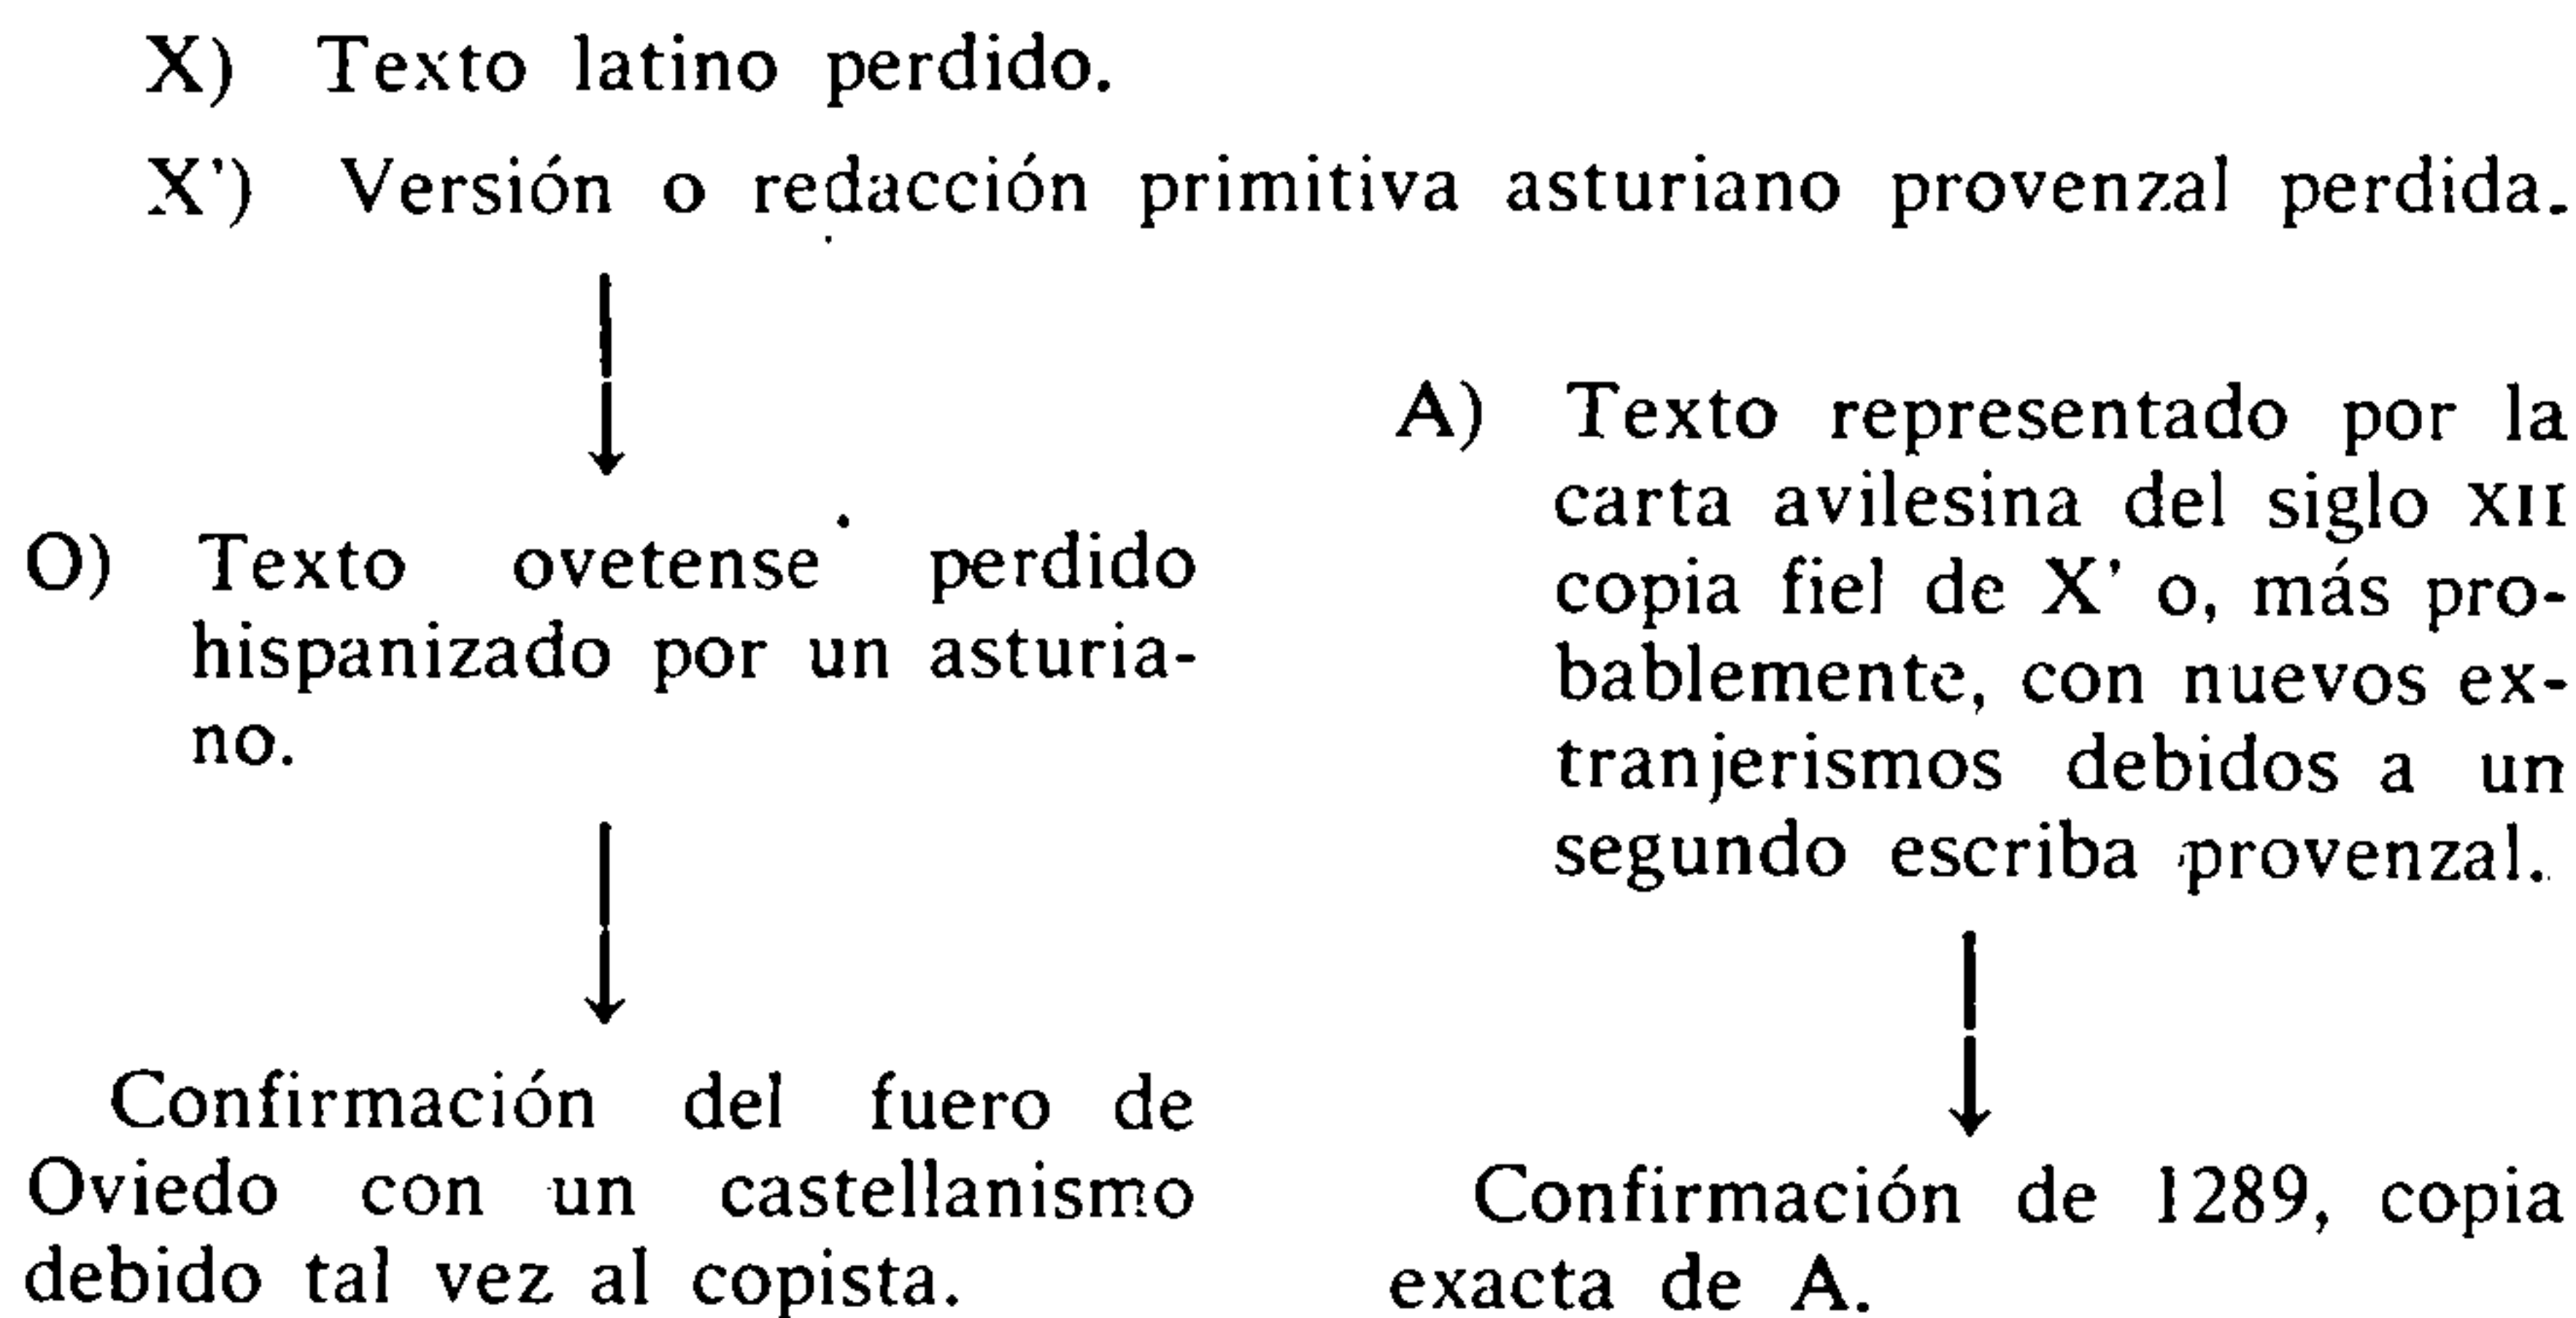 X) Texto latino perdido.
X’) Versión o redacción primitiva asturiano provenzal perdida.
O) Texto ovetense perdido
hispanizado por un asturia-
no.
Confirmación del fuero de
Oviedo con un castellanismo
debido tal vez al copista.
A) Texto representado por la
carta avilesina del siglo XII
copia fiel de X’ o, más pro-
bablemente, con nuevos ex-
tranjerismos debidos a un
segundo escriba provenzal.
Confirmación de 1289, copia
exacta de A.